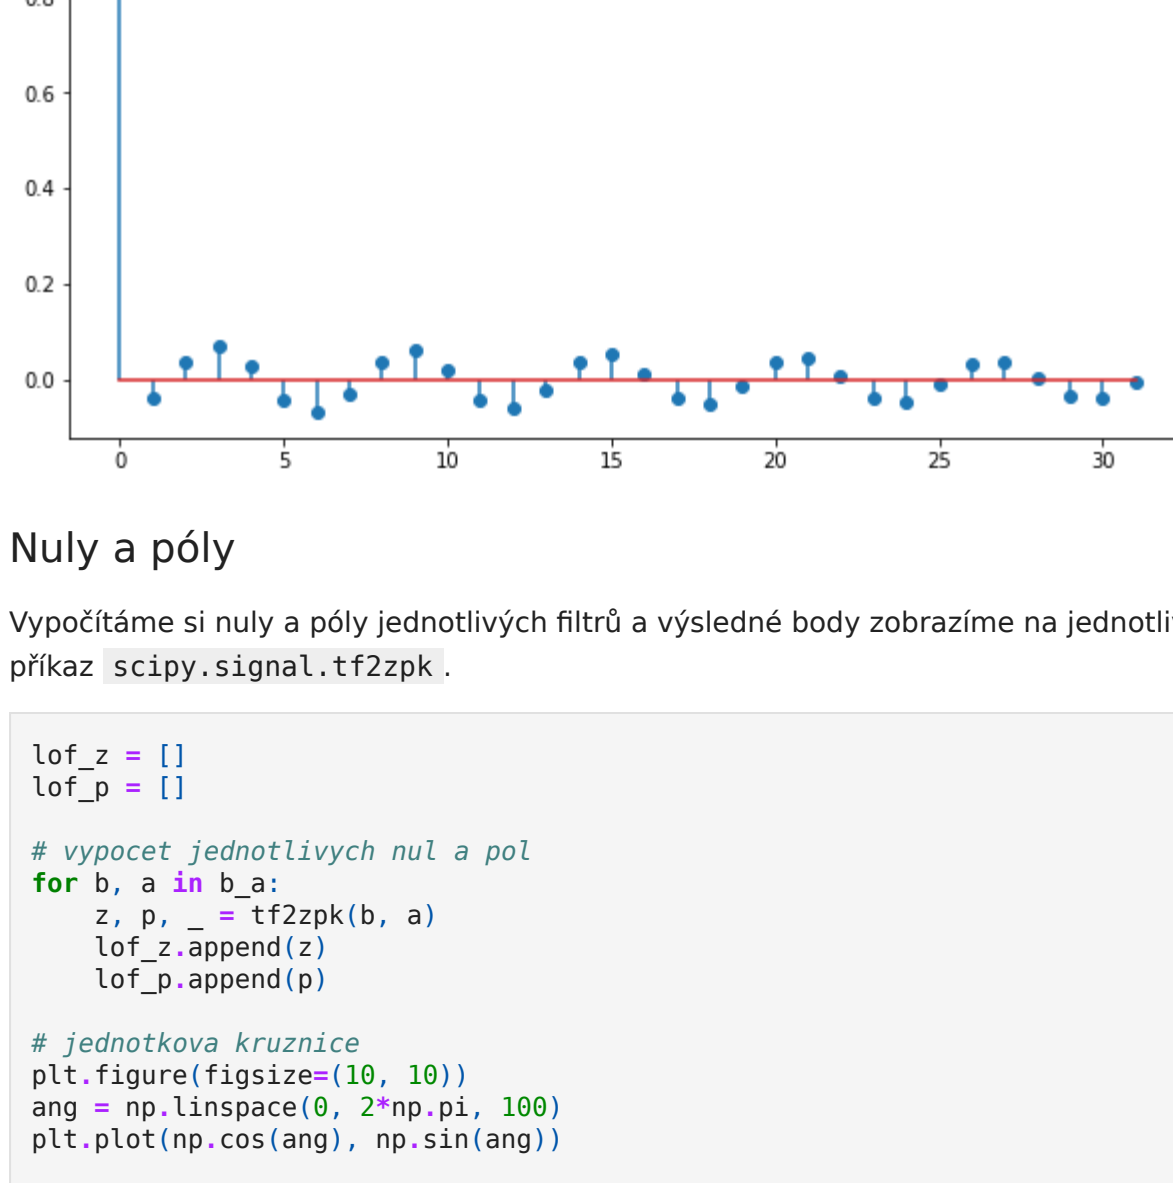 0.8
0.6
0.4
0.2
0.0
0 5 10 15 20 25 30
Nuly a póly
Vypočítáme si nuly a póly jednotlivých filtrů a výsledné body zobrazíme na
příkaz scipy.signal.tf2zpk .
lof_z = []
lof_p = []
# vypocet jednotlivych nul a pol
for b, a in b_a:
    z, p, _ = tf2zpk(b, a)
    lof_z.append(z)
    lof_p.append(p)
# jednotkova kruznice
plt.figure(figsize=(10, 10))
ang = np.linspace(0, 2*np.pi, 100)
plt.plot(np.cos(ang), np.sin(ang))